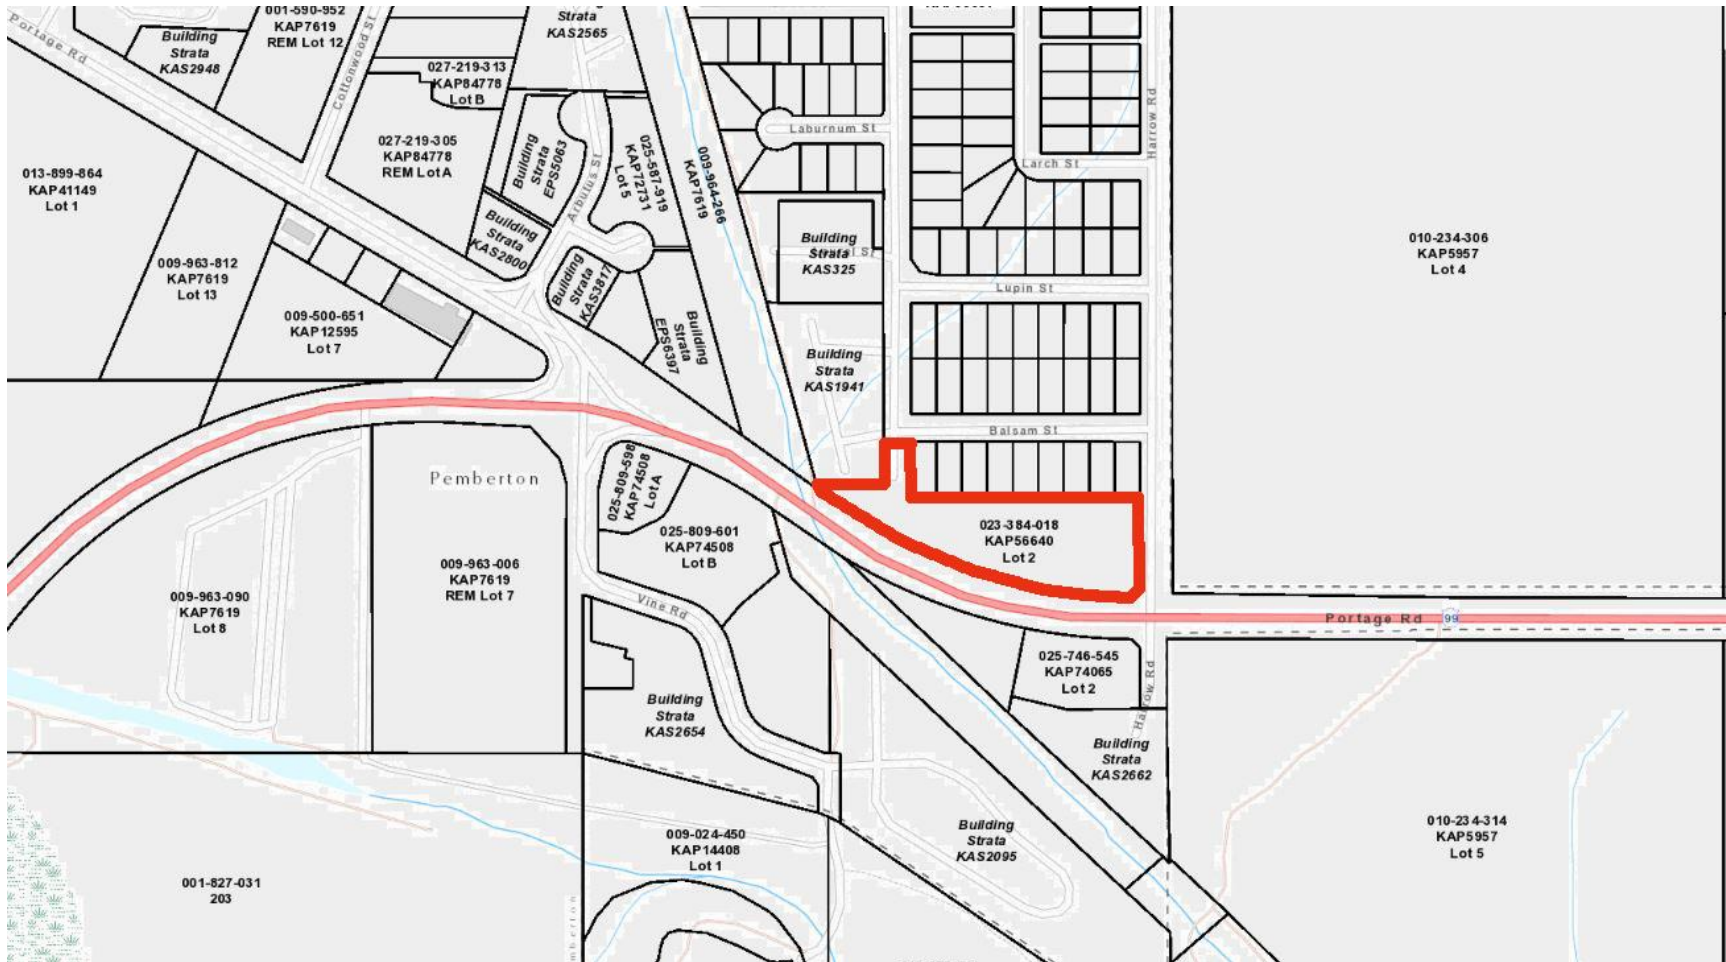 001-590-952
KAP7619
REM Lot 12
Portage Rd
Building
Strata
KAS2948
Cottonwood St
Strata
KAS2565
027-219-313
KAP84778
Lot B
027-219-305
KAP84778
REM Lot A
Building
Strata
EPS5063
025-587-919
KAP72731
Lot 5
009-964-266
KAP7619
Laburnum St
Harrow Rd
Larch St
013-899-864
KAP41149
Lot 1
Arbutus St
Building
Strata
KAS2800
Building
Strata
KAS325
009-963-812
KAP7619
Lot 13
Building
Strata
KAS3817
010-234-306
KAP5957
Lot 4
Lupin St
009-500-651
KAP12595
Lot 7
Building
Strata
EPS6397
Building
Strata
KAS1941
Balsam St
Pemberton
025-809-598
KAP74508
Lot A
025-809-601
KAP74508
Lot B
023-384-018
KAP56640
Lot 2
009-963-006
KAP7619
REM Lot 7
009-963-090
KAP7619
Lot 8
Vine Rd
Portage Rd
99
025-746-545
KAP74065
Lot 2
Harrow Rd
Building
Strata
KAS2654
Building
Strata
KAS2662
009-024-450
KAP14408
Lot 1
Building
Strata
KAS2095
010-234-314
KAP5957
Lot 5
001-827-031
203